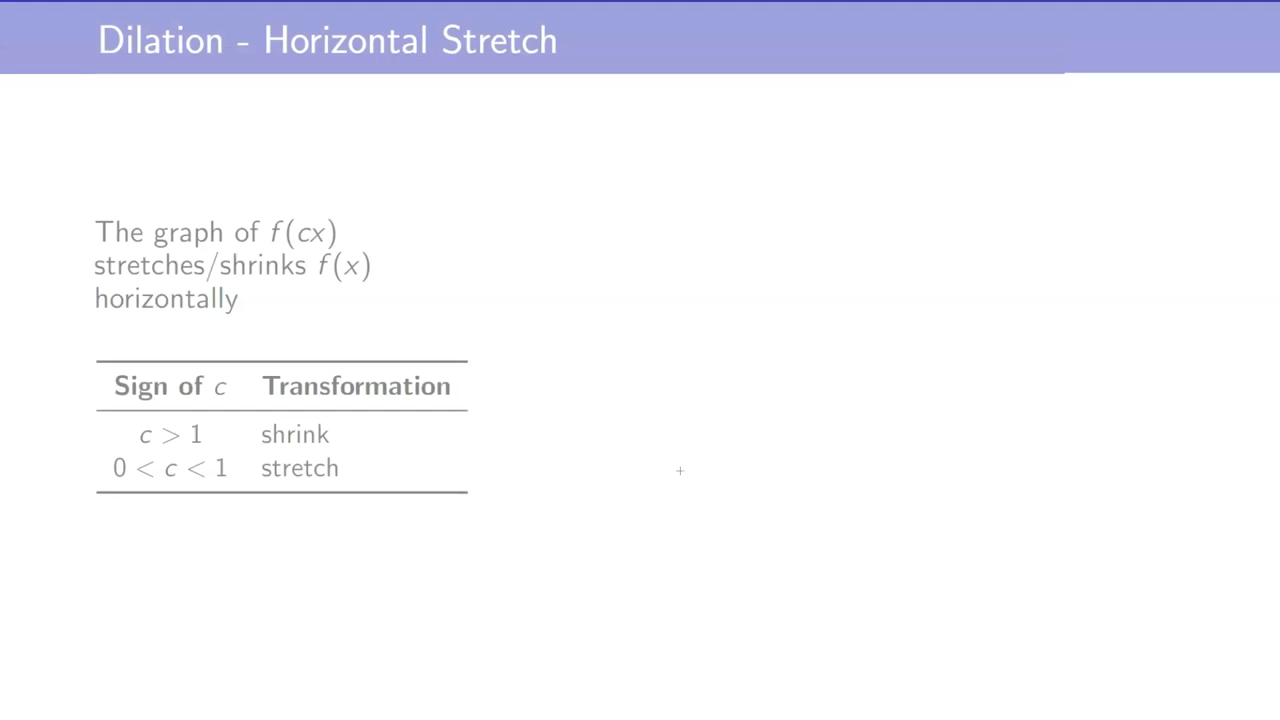 Dilation - Horizontal Stretch
The graph of f(cx)
stretches/shrinks f(x)
horizontally
Sign of c Transformation
c > 1 shrink
0 < c < 1 stretch